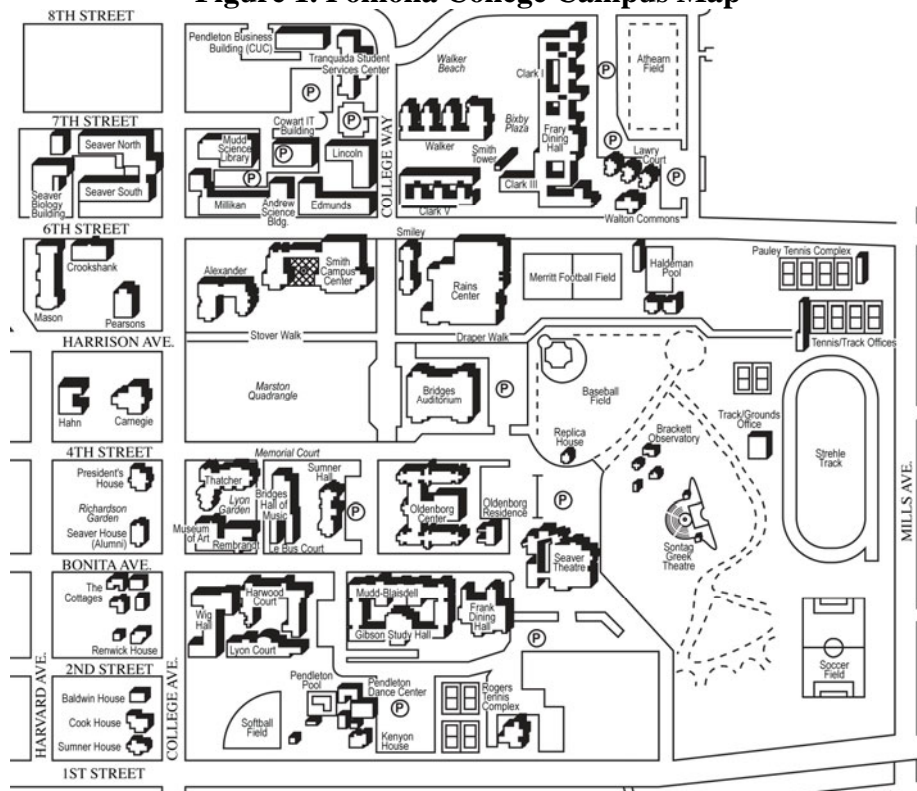 Figure 1. Pomona College Campus Map
8TH STREET
Pendleton Business
Building (CUC)
Tranquada Student
Services Center
Walker
Beach
Clark I
P
Athearn
Field
P
7TH STREET
Cowart IT
Building
P
COLLEGE WAY
Bixby
Plaza
Frary
Dining
Hall
P
Seaver North
Mudd
Science
Library
P
Lincoln
Walker
Smith
Tower
Lawry
Court
Seaver
Biology
Building
Seaver South
P
P
Clark III
Millikan
Andrew
Science
Bldg.
Edmunds
Clark V
Walton Commons
6TH STREET
Smiley
Crookshank
Alexander
Smith
Campus
Center
Rains
Center
Merritt Football Field
Haldeman
Pool
Pauley Tennis Complex
Mason
Pearsons
Stover Walk
Draper Walk
Tennis/Track Offices
HARRISON AVE.
Marston
Quadrangle
Bridges
Auditorium
P
Baseball
Field
Hahn
Carnegie
Track/Grounds
Office
Replica
House
Brackett
Observatory
4TH STREET
Memorial Court
Strehle
Track
President's
House
Thatcher
Sumner
Hall
Lyon
Garden
Bridges
Hall of
Music
Oldenborg
Center
Oldenborg
Residence
P
P
Richardson
Garden
Seaver House
(Alumni)
Museum
of Art
Rembrandt
Le Bus Court
Seaver
Theatre
Sontag
Greek
Theatre
MILLS AVE.
BONITA AVE.
The
Cottages
Wig
Hall
Harwood
Court
Mudd-Blaisdell
Frank
Dining
Hall
Gibson Study Hall
Renwick House
Lyon Court
P
2ND STREET
Soccer
Field
HARVARD AVE.
COLLEGE AVE.
Baldwin House
Pendleton
Pool
Pendleton
Dance Center
Rogers
Tennis
Complex
Cook House
Softball
Field
P
Sumner House
Kenyon
House
1ST STREET